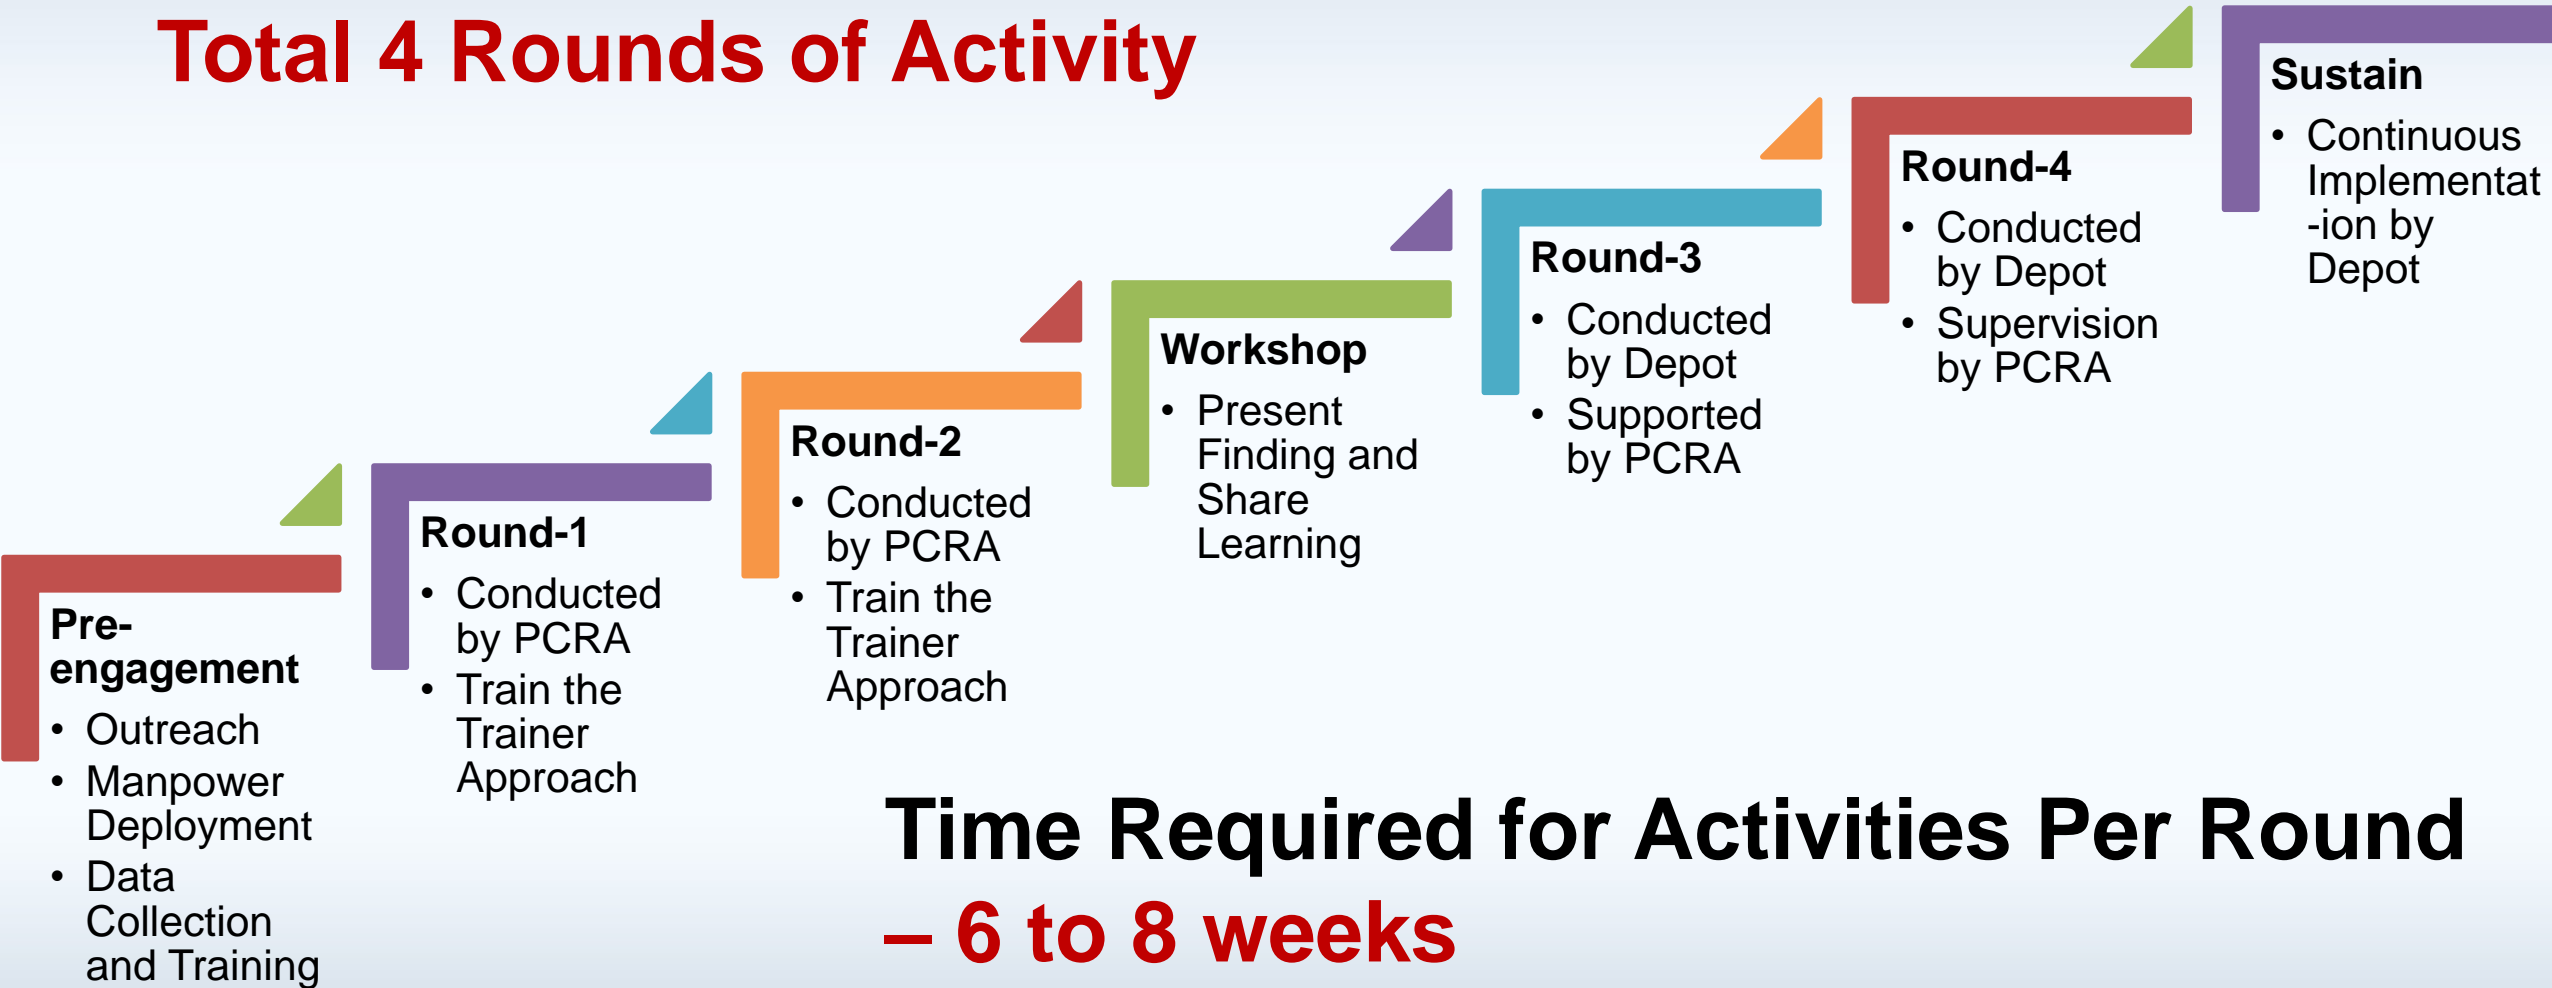 Total 4 Rounds of Activity
Pre-
engagement
• Outreach
• Manpower
Deployment
• Data
Collection
and Training
Round-1
• Conducted
by PCRA
• Train the
Trainer
Approach
Round-2
• Conducted
by PCRA
• Train the
Trainer
Approach
Workshop
• Present
Finding and
Share
Learning
Round-3
• Conducted
by Depot
• Supported
by PCRA
Round-4
• Conducted
by Depot
• Supervision
by PCRA
Sustain
• Continuous
Implementat
-ion by
Depot
Time Required for Activities Per Round
– 6 to 8 weeks